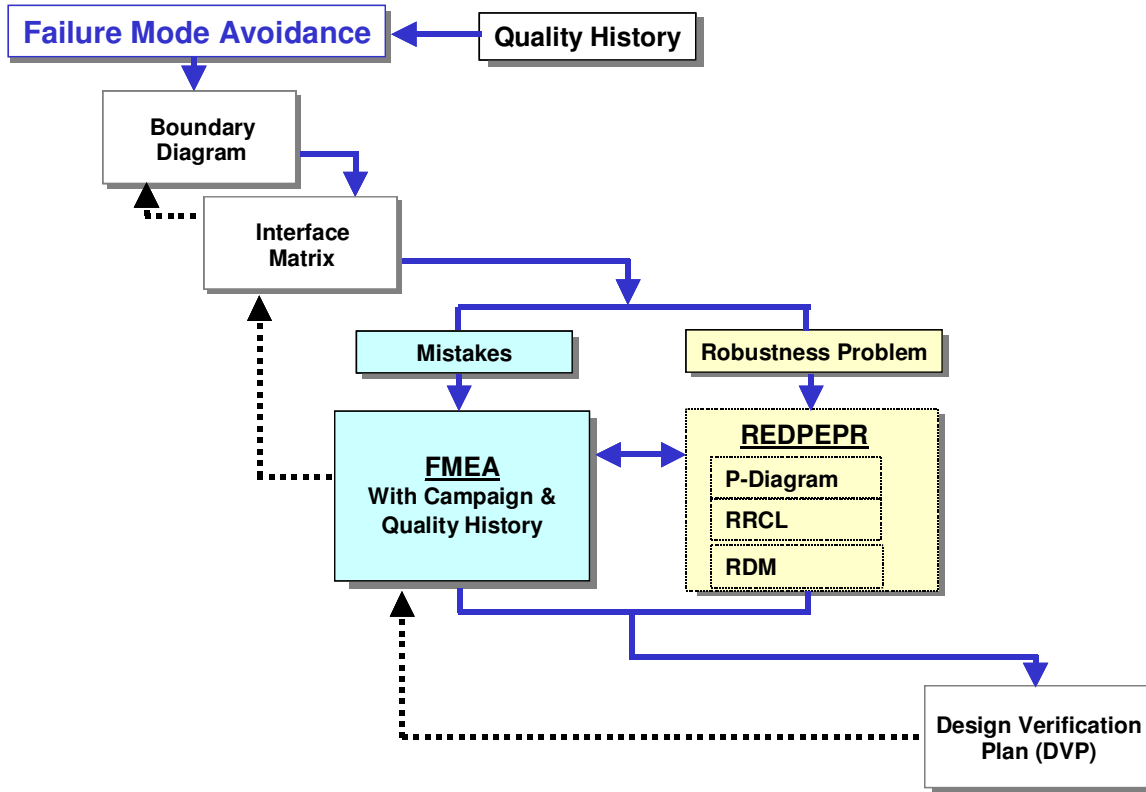 Failure Mode Avoidance
Quality History
Boundary
Diagram
Interface
Matrix
Mistakes
Robustness Problem
FMEA
With Campaign &
Quality History
REDPEPR
P-Diagram
RRCL
RDM
Design Verification
Plan (DVP)